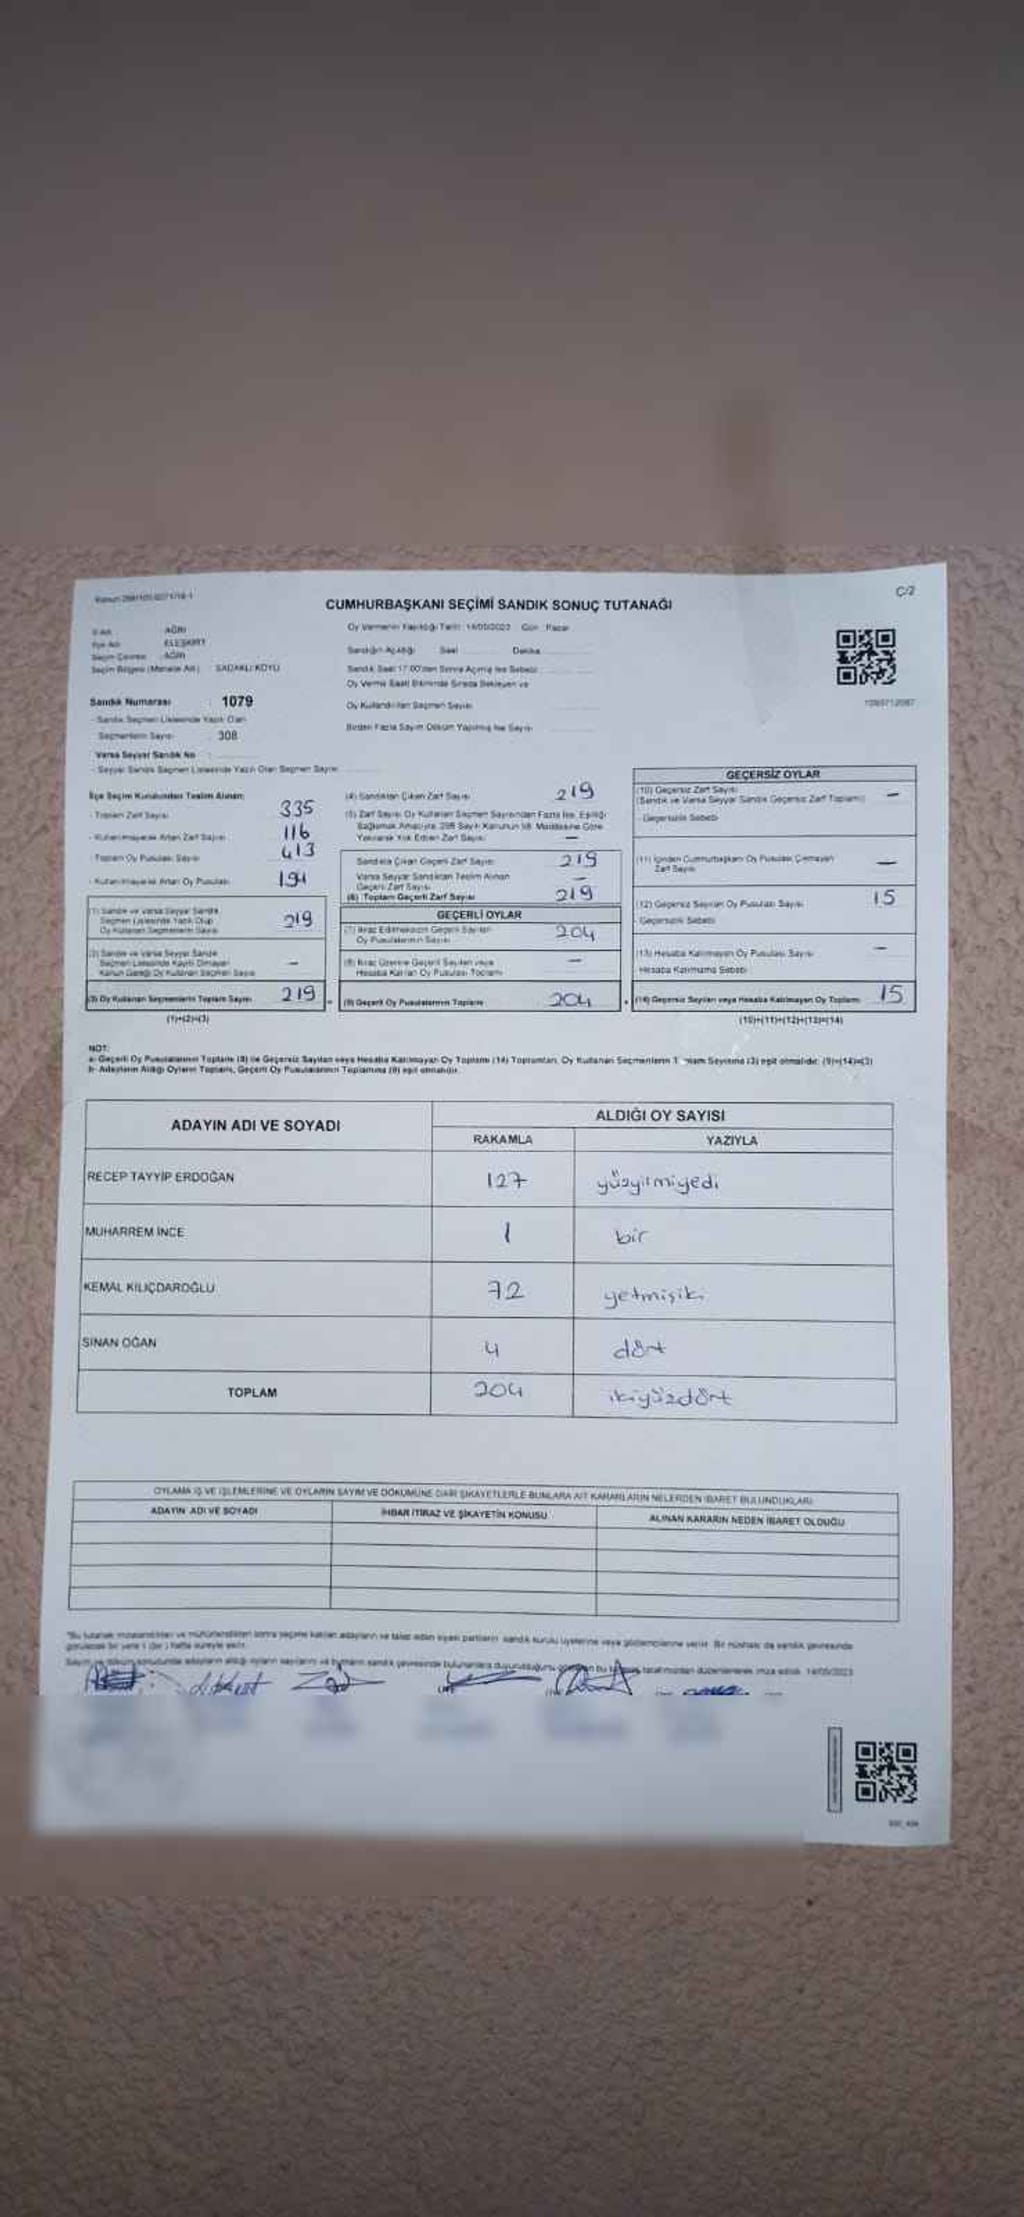 C/2
CUMHURBAŞKANI SEÇİMİ SANDIK SONUÇ TUTANAĞI
İl Adı AĞRI
İlçe Adı ELEŞKİRT
Seçim Çevresi AĞRI
Seçim Bölgesi (Mahalle Adı) SADAKLI KÖYÜ
Sandık Numarası : 1079
- Sandık Seçmen Listesinde Yazılı Olan
Seçmenlerin Sayısı 308
Varsa Seyyar Sandık No :
- Seyyar Sandık Seçmen Listesinde Yazılı Olan Seçmen Sayısı
Oy Vermenin Yapıldığı Tarih: 14/05/2023 Gün: Pazar
Sandığın Açıldığı Saat Dakika
Sandık Saat 17:00'den Sonra Açılmış İse Sebebi:
Oy Verme Saati Bitiminde Sırada Bekleyen ve
Oy Kullandırılan Seçmen Sayısı
Birden Fazla Sayım Döküm Yapılmış İse Sayısı
İlçe Seçim Kurulundan Teslim Alınan:
- Toplam Zarf Sayısı 335
- Kullanılmayarak Artan Zarf Sayısı 116
- Toplam Oy Pusulası Sayısı 413
- Kullanılmayarak Artan Oy Pusulası 194
(1) Sandık ve Varsa Seyyar Sandık
Seçmen Listesinde Yazılı Olup
Oy Kullanan Seçmenlerin Sayısı 219
(2) Sandık ve Varsa Seyyar Sandık
Seçmen Listesinde Kayıtlı Olmayan
Kanun Gereği Oy Kullanan Seçmen Sayısı –
(3) Oy Kullanan Seçmenlerin Toplam Sayısı 219
(1)+(2)=(3)
(4) Sandıktan Çıkan Zarf Sayısı 219
(5) Zarf Sayısı Oy Kullanan Seçmen Sayısından Fazla İse, Eşitliği
Sağlamak Amacıyla, 298 Sayılı Kanunun 98. Maddesine Göre
Yakılarak Yok Edilen Zarf Sayısı –
Sandıkta Çıkan Geçerli Zarf Sayısı 219
Varsa Seyyar Sandıktan Teslim Alınan
Geçerli Zarf Sayısı –
(6) Toplam Geçerli Zarf Sayısı 219
GEÇERLİ OYLAR
(7) İtiraz Edilmeksizin Geçerli Sayılan
Oy Pusulalarının Sayısı 204
(8) İtiraz Üzerine Geçerli Sayılan veya
Hesaba Katılan Oy Pusulası Toplamı –
(9) Geçerli Oy Pusulalarının Toplamı 204
GEÇERSİZ OYLAR
(10) Geçersiz Zarf Sayısı
(Sandık ve Varsa Seyyar Sandık Geçersiz Zarf Toplamı) –
Geçersizlik Sebebi
(11) İçinden Cumhurbaşkanı Oy Pusulası Çıkmayan
Zarf Sayısı –
(12) Geçersiz Sayılan Oy Pusulası Sayısı 15
Geçersizlik Sebebi
(13) Hesaba Katılmayan Oy Pusulası Sayısı –
Hesaba Katılmama Sebebi
(14) Geçersiz Sayılan veya Hesaba Katılmayan Oy Toplamı 15
(10)+(11)+(12)+(13)=(14)
NOT:
a- Geçerli Oy Pusulalarının Toplamı (9) ile Geçersiz Sayılan veya Hesaba Katılmayan Oy Toplamı (14) Toplamları, Oy Kullanan Seçmenlerin Toplam Sayısına (3) eşit olmalıdır. (9)+(14)=(3)
b- Adayların Aldığı Oyların Toplamı, Geçerli Oy Pusulalarının Toplamına (9) eşit olmalıdır.
ADAYIN ADI VE SOYADI ALDIĞI OY SAYISI
RAKAMLA YAZIYLA
RECEP TAYYİP ERDOĞAN 127 yüzyirmiyedi
MUHARREM İNCE 1 bir
KEMAL KILIÇDAROĞLU 72 yetmişiki
SİNAN OĞAN 4 dört
TOPLAM 204 ikiyüzdört
OYLAMA İŞ VE İŞLEMLERİNE VE OYLARIN SAYIM VE DÖKÜMÜNE DAİR ŞİKAYETLERLE BUNLARA AİT KARARLARIN NELERDEN İBARET BULUNDUKLARI
ADAYIN ADI VE SOYADI İHBAR İTİRAZ VE ŞİKAYETİN KONUSU ALINAN KARARIN NEDEN İBARET OLDUĞU